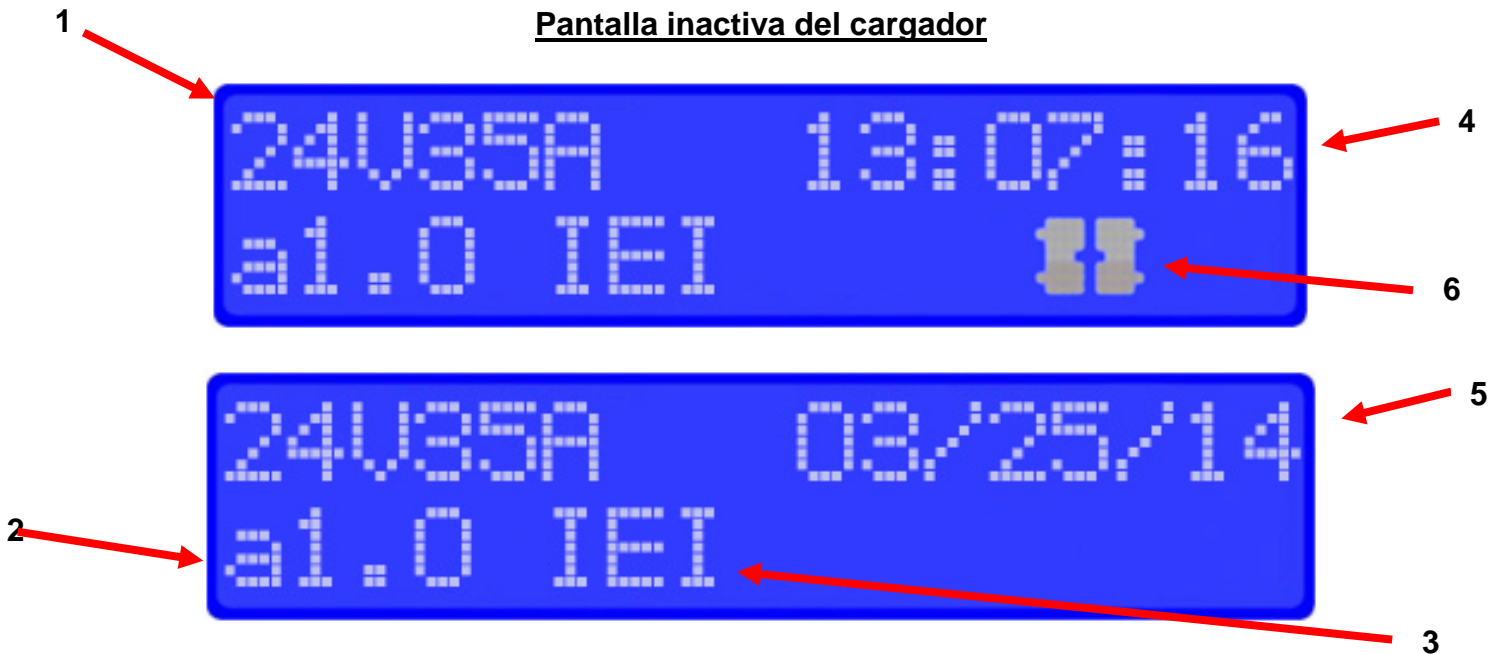 1
Pantalla inactiva del cargador
24V35A 13:07:16
4
a1.0 IEI
6
24V35A 03/25/14
5
2
a1.0 IEI
3